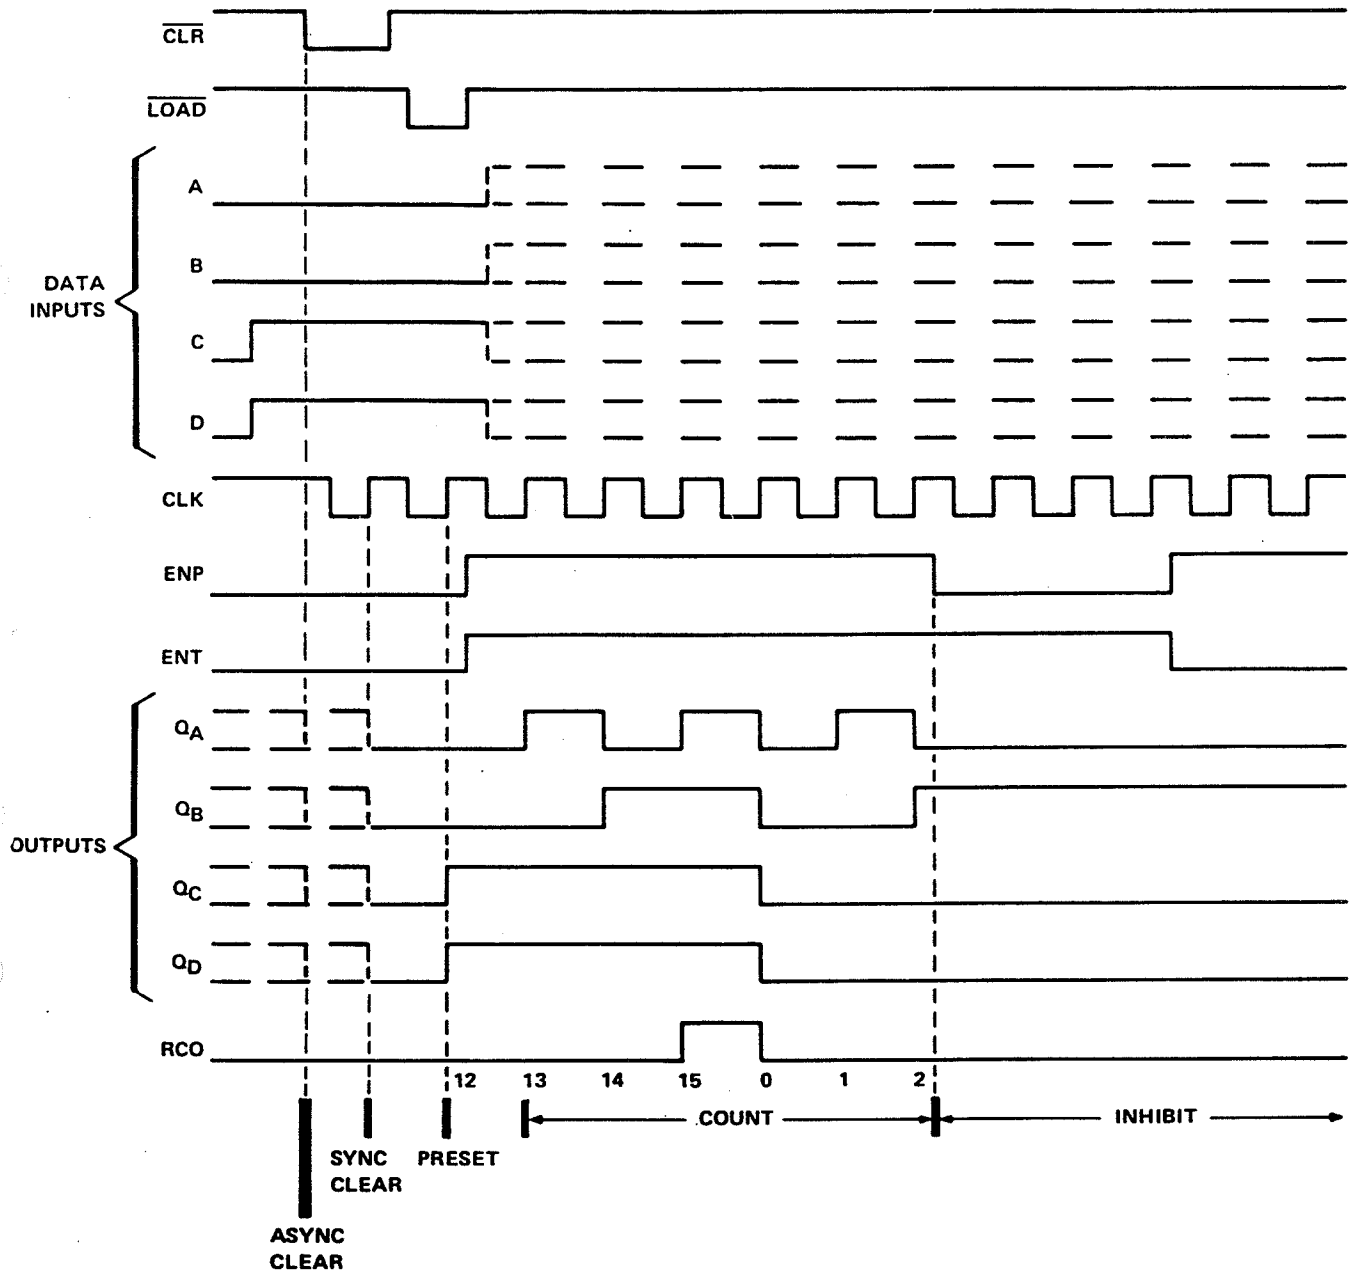 CLR
LOAD
A
B
DATA
INPUTS
C
D
CLK
ENP
ENT
QA
QB
OUTPUTS
QC
QD
RCO
12 13 14 15 0 1 2
COUNT INHIBIT
SYNC
CLEAR
PRESET
ASYNC
CLEAR